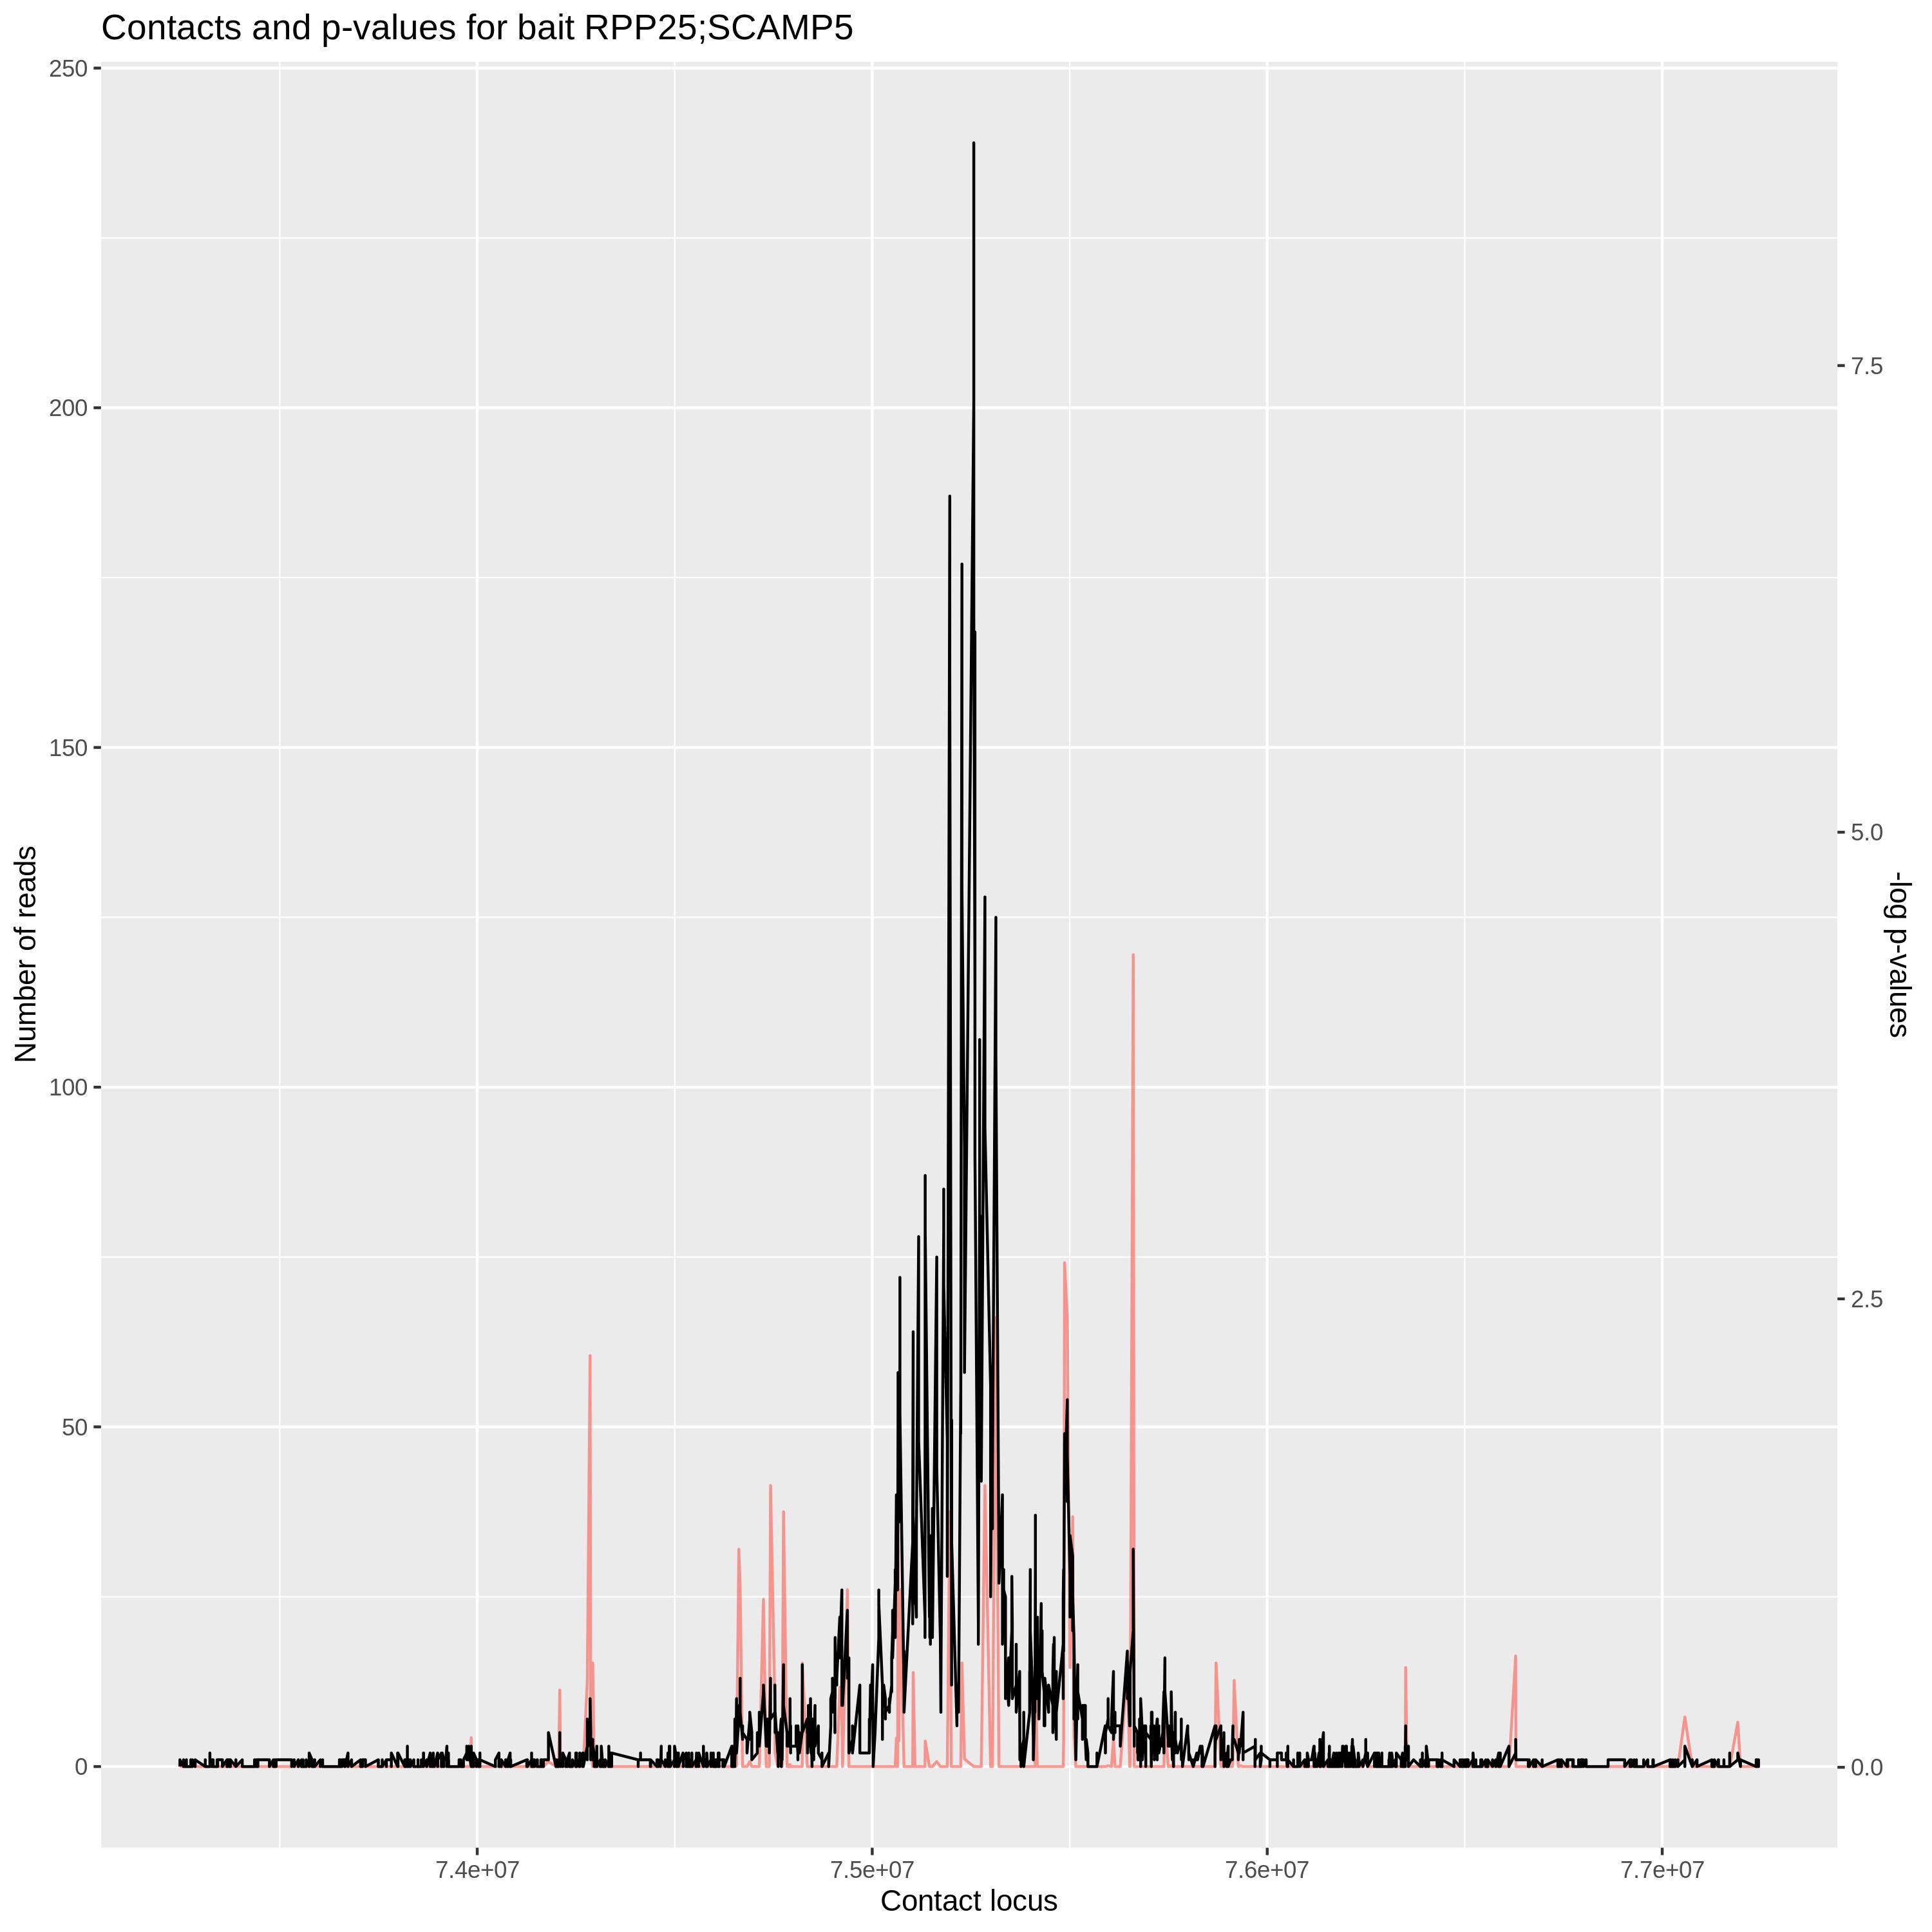 Contacts and p-values for bait RPP25;SCAMP5
250
200
150
100
50
0
Number of reads
7.5
5.0
2.5
0.0
-log p-values
7.4e+07
7.5e+07
7.6e+07
7.7e+07
Contact locus